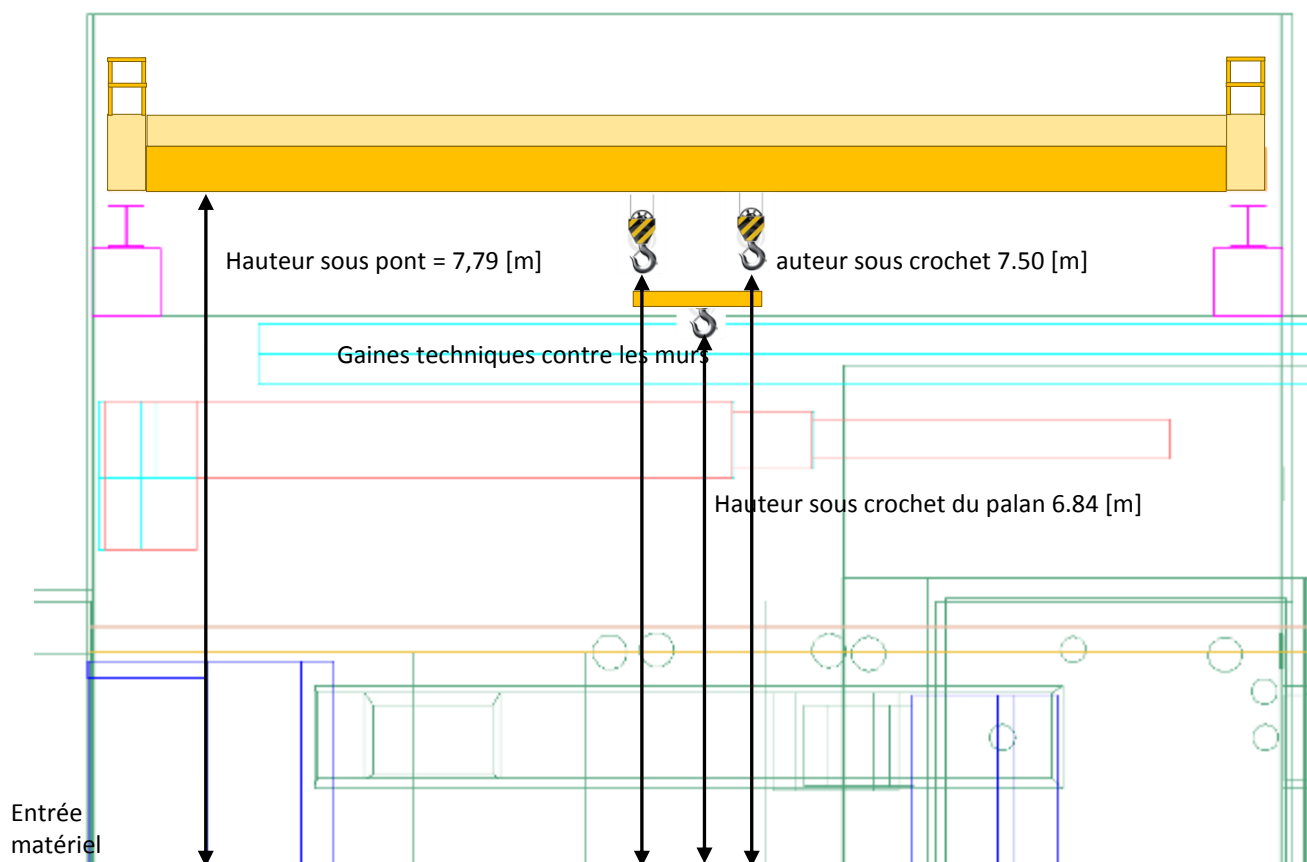 Hauteur sous pont = 7,79 [m]
auteur sous crochet 7.50 [m]
Gaines techniques contre les murs
Hauteur sous crochet du palan 6.84 [m]
Entrée
matériel